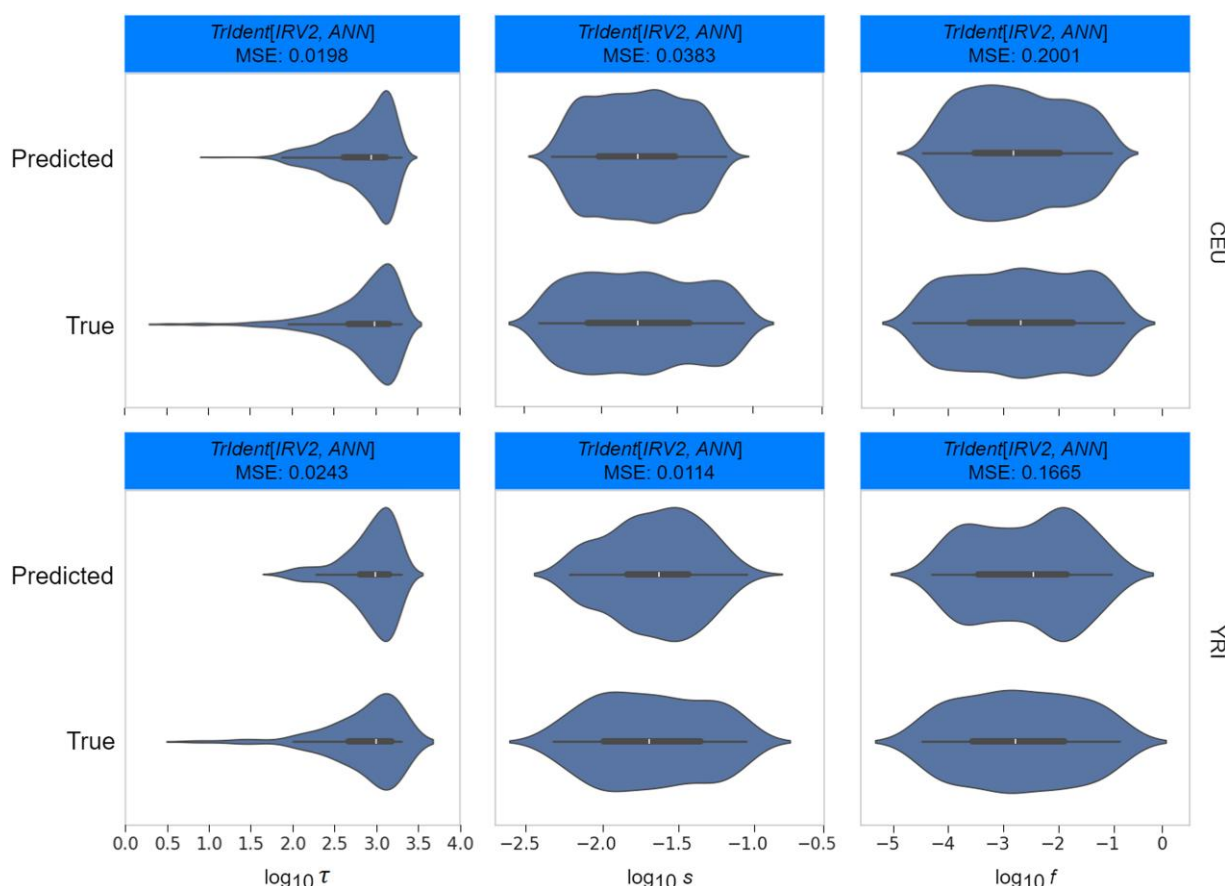 TrIdent[IRV2, ANN]
MSE: 0.0198
TrIdent[IRV2, ANN]
MSE: 0.0383
TrIdent[IRV2, ANN]
MSE: 0.2001
Predicted
True
CEU
TrIdent[IRV2, ANN]
MSE: 0.0243
TrIdent[IRV2, ANN]
MSE: 0.0114
TrIdent[IRV2, ANN]
MSE: 0.1665
Predicted
True
YRI
0.0 0.5 1.0 1.5 2.0 2.5 3.0 3.5 4.0
−2.5 −2.0 −1.5 −1.0 −0.5
−5 −4 −3 −2 −1 0
log₁₀ τ
log₁₀ s
log₁₀ f